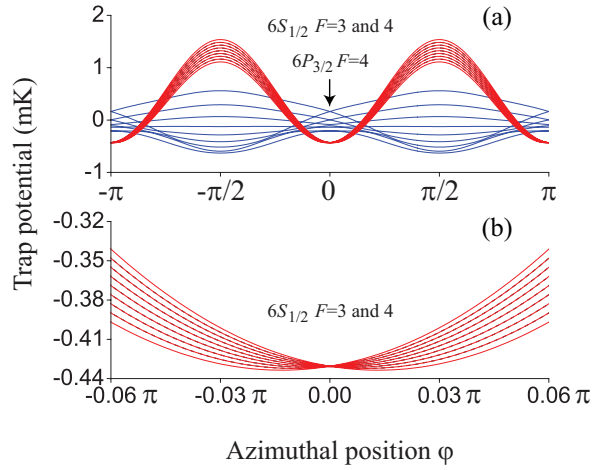 (a)
6S1/2 F=3 and 4
6P3/2 F=4
2
1
0
-1
-π
-π/2
0
π/2
π
Trap potential (mK)
(b)
-0.32
-0.35
-0.38
-0.41
-0.44
6S1/2 F=3 and 4
-0.06 π
-0.03 π
0.00
0.03 π
0.06 π
Azimuthal position φ